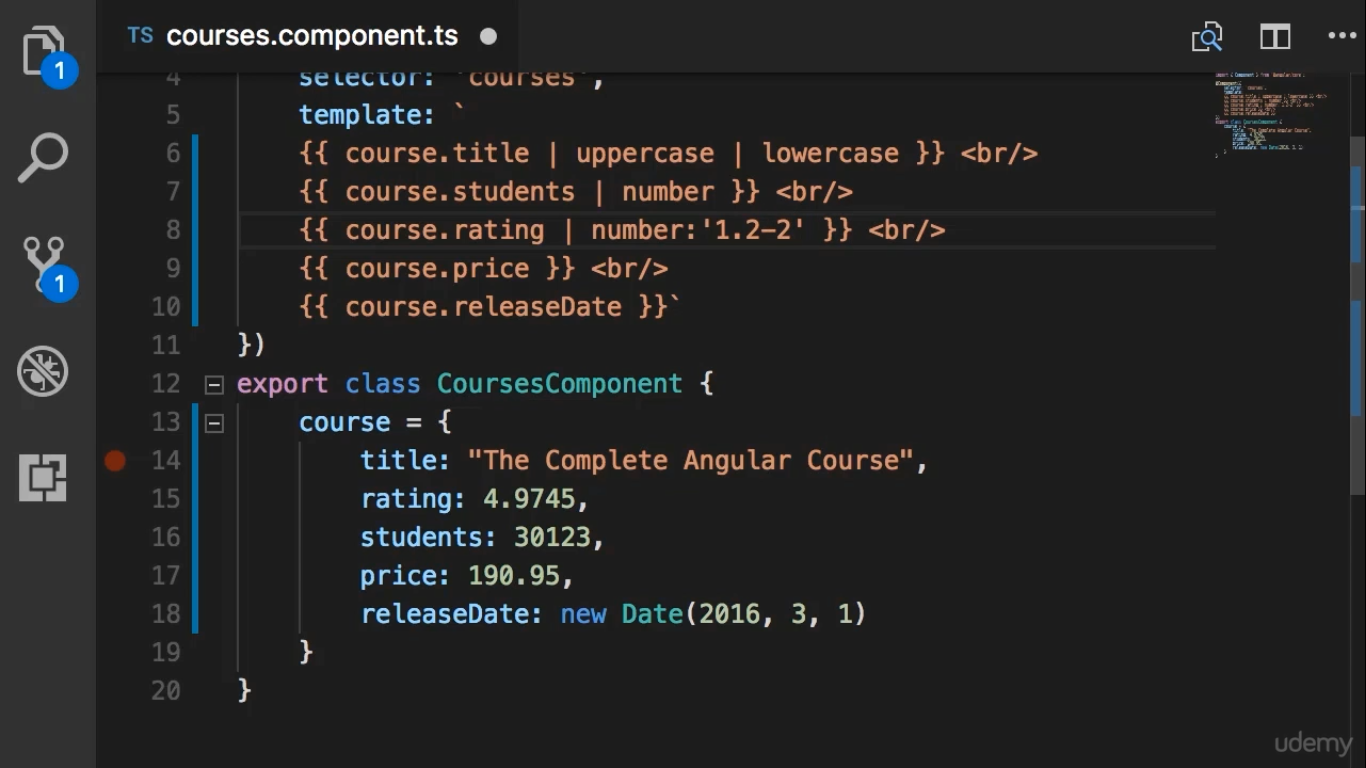 TS courses.component.ts
1
1
4 selector: 'courses',
5 template: `
6 {{ course.title | uppercase | lowercase }} <br/>
7 {{ course.students | number }} <br/>
8 {{ course.rating | number:'1.2-2' }} <br/>
9 {{ course.price }} <br/>
10 {{ course.releaseDate }}`
11 })
12 export class CoursesComponent {
13 course = {
14 title: "The Complete Angular Course",
15 rating: 4.9745,
16 students: 30123,
17 price: 190.95,
18 releaseDate: new Date(2016, 3, 1)
19 }
20 }
udemy